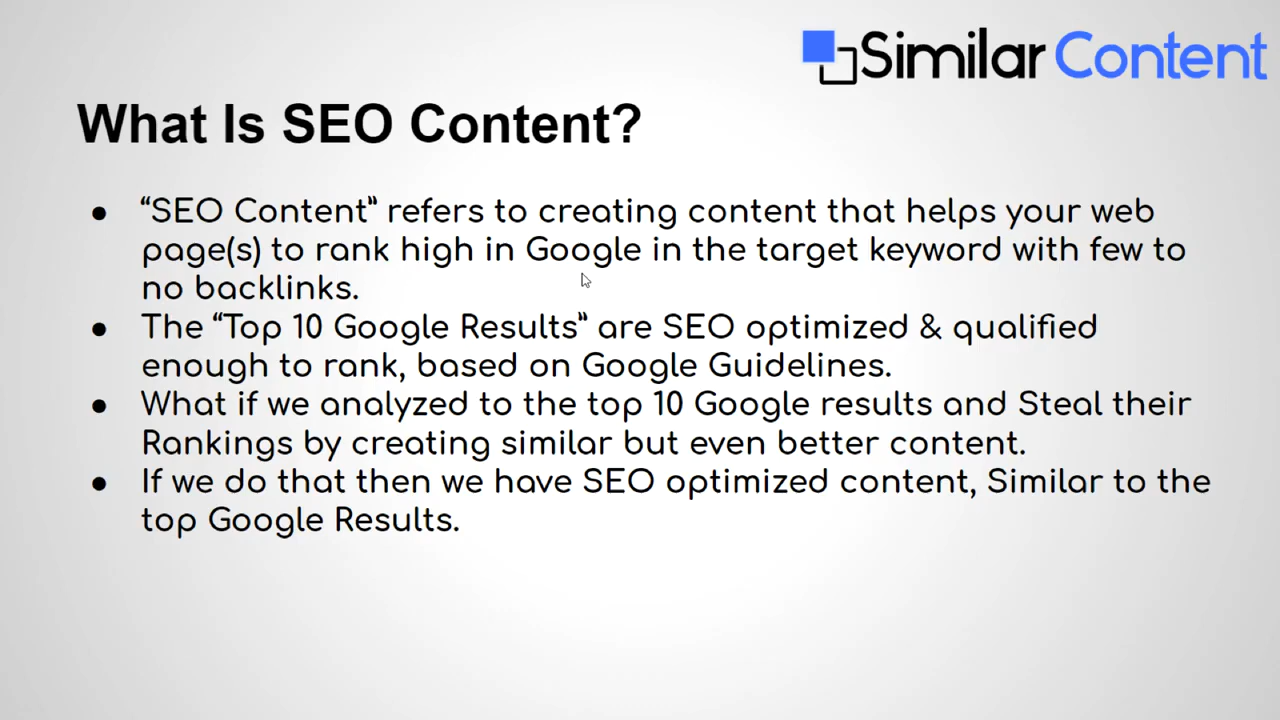 Similar Content
What Is SEO Content?
● “SEO Content” refers to creating content that helps your web
page(s) to rank high in Google in the target keyword with few to
no backlinks.
● The “Top 10 Google Results” are SEO optimized & qualified
enough to rank, based on Google Guidelines.
● What if we analyzed to the top 10 Google results and Steal their
Rankings by creating similar but even better content.
● If we do that then we have SEO optimized content, Similar to the
top Google Results.